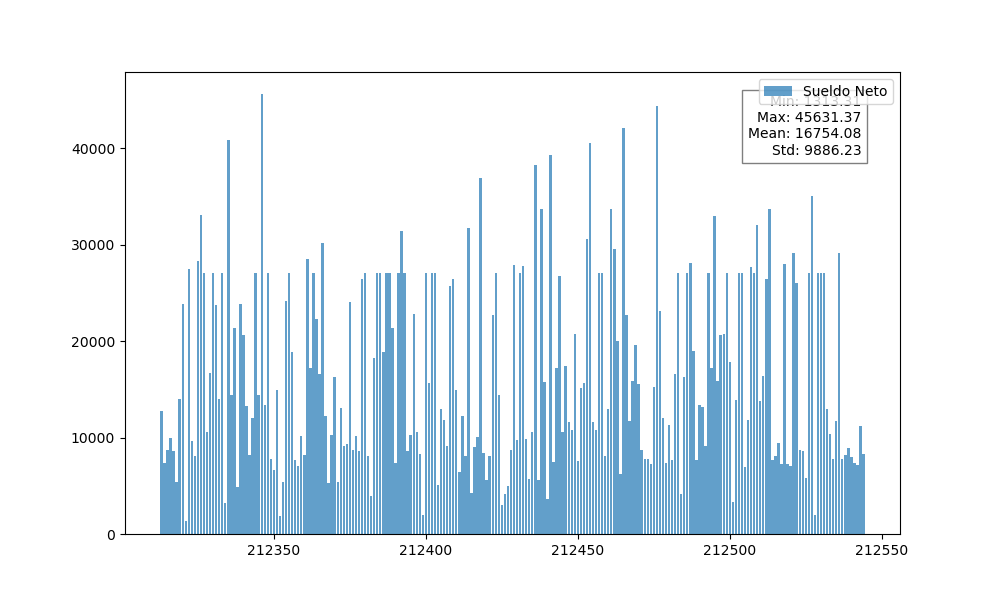 Sueldo Neto
Min: 1313.31
Max: 45631.37
Mean: 16754.08
Std: 9886.23
40000
30000
20000
10000
0
212350
212400
212450
212500
212550